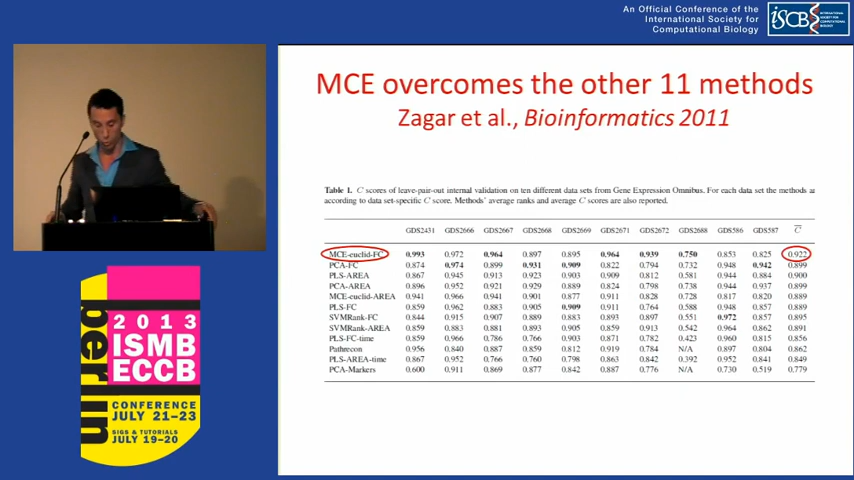 An Official Conference of the
International Society for
Computational Biology
ISCB
INTERNATIONAL
SOCIETY FOR
COMPUTATIONAL
BIOLOGY
MCE overcomes the other 11 methods
Zagar et al., Bioinformatics 2011
Table 1. C scores of leave-pair-out internal validation on ten different data sets from Gene Expression Omnibus. For each data set the methods a
according to data set-specific C score. Methods' average ranks and average C scores are also reported.
GDS2431 GDS2666 GDS2667 GDS2668 GDS2669 GDS2671 GDS2672 GDS2688 GDS586 GDS587 C
MCE-euclid-FC 0.993 0.972 0.964 0.897 0.895 0.964 0.939 0.750 0.853 0.825 0.922
PCA-FC 0.874 0.974 0.899 0.931 0.909 0.822 0.794 0.732 0.948 0.942 0.899
PLS-AREA 0.867 0.945 0.913 0.923 0.903 0.909 0.812 0.581 0.944 0.884 0.900
PCA-AREA 0.896 0.952 0.921 0.929 0.889 0.824 0.798 0.738 0.944 0.937 0.899
MCE-euclid-AREA 0.941 0.966 0.941 0.901 0.877 0.911 0.828 0.728 0.817 0.820 0.889
PLS-FC 0.859 0.962 0.883 0.905 0.909 0.911 0.764 0.588 0.948 0.857 0.889
SVMRank-FC 0.844 0.915 0.907 0.889 0.883 0.893 0.897 0.551 0.972 0.857 0.895
SVMRank-AREA 0.859 0.883 0.881 0.893 0.905 0.859 0.913 0.542 0.964 0.862 0.891
PLS-FC-time 0.859 0.966 0.786 0.766 0.903 0.871 0.782 0.423 0.960 0.815 0.856
Pathrecon 0.956 0.840 0.887 0.859 0.812 0.919 0.784 N/A 0.897 0.804 0.862
PLS-AREA-time 0.867 0.952 0.766 0.760 0.798 0.863 0.842 0.392 0.952 0.841 0.849
PCA-Markers 0.600 0.911 0.869 0.877 0.842 0.887 0.776 N/A 0.730 0.519 0.779
berlin
2013
ISMB
ECCB
CONFERENCE
JULY 21–23
SIGS & TUTORIALS
JULY 19–20